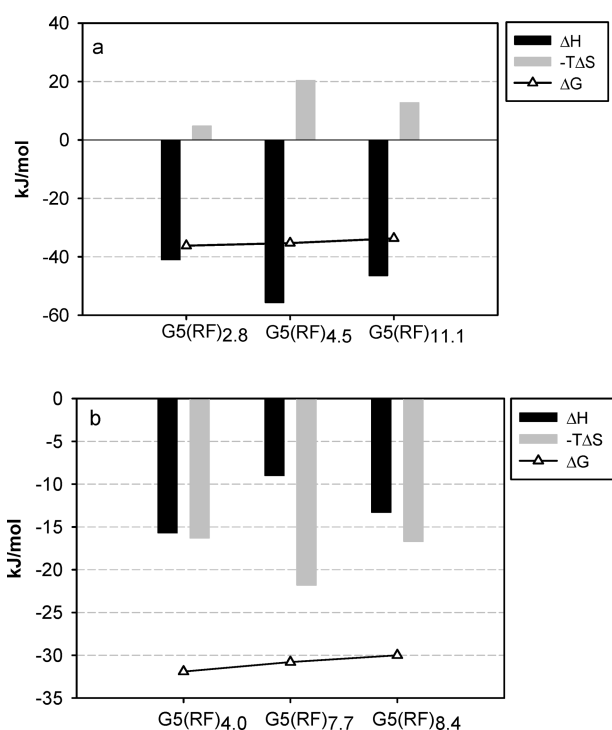 a
kJ/mol
40
20
0
-20
-40
-60
G5(RF)2.8
G5(RF)4.5
G5(RF)11.1
ΔH
-TΔS
ΔG
b
kJ/mol
0
-5
-10
-15
-20
-25
-30
-35
G5(RF)4.0
G5(RF)7.7
G5(RF)8.4
ΔH
-TΔS
ΔG